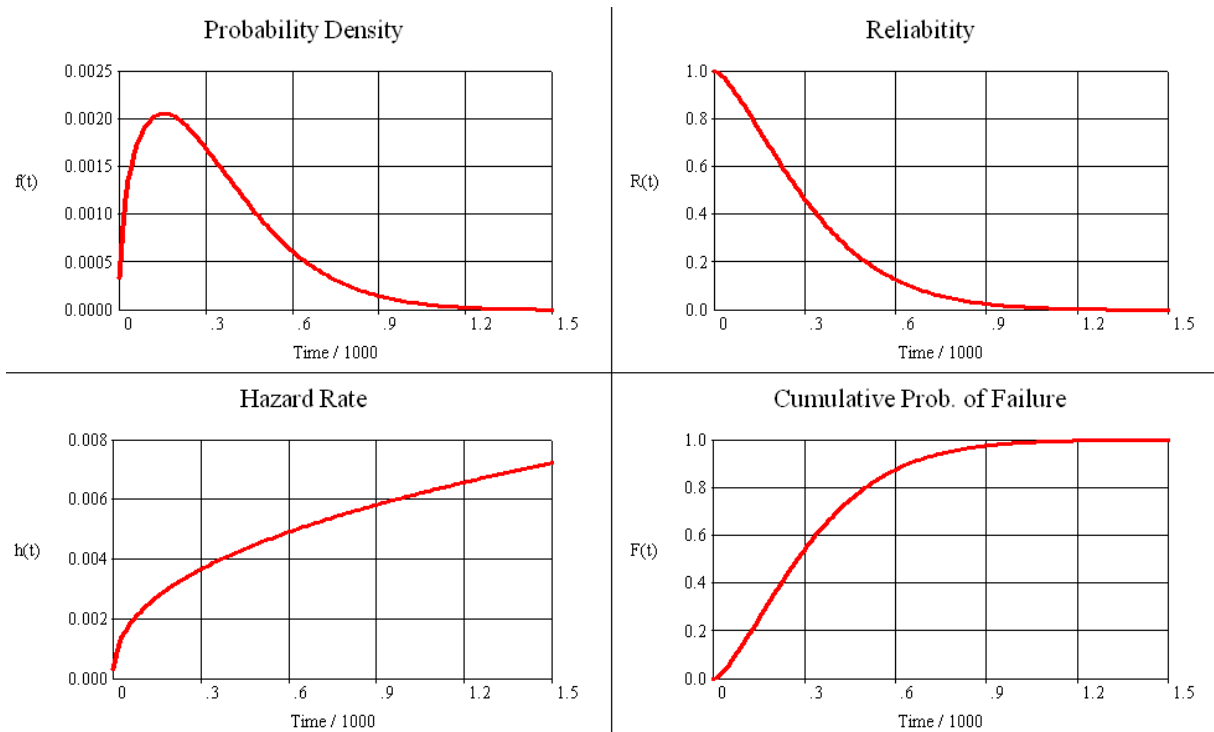 Probability Density
0.0025
0.0020
0.0015
f(t)
0.0010
0.0005
0.0000
0 .3 .6 .9 1.2 1.5
Time / 1000
Reliabitity
1.0
0.8
0.6
R(t)
0.4
0.2
0.0
0 .3 .6 .9 1.2 1.5
Time / 1000
Hazard Rate
0.008
0.006
0.004
h(t)
0.002
0.000
0 .3 .6 .9 1.2 1.5
Time / 1000
Cumulative Prob. of Failure
1.0
0.8
0.6
F(t)
0.4
0.2
0.0
0 .3 .6 .9 1.2 1.5
Time / 1000